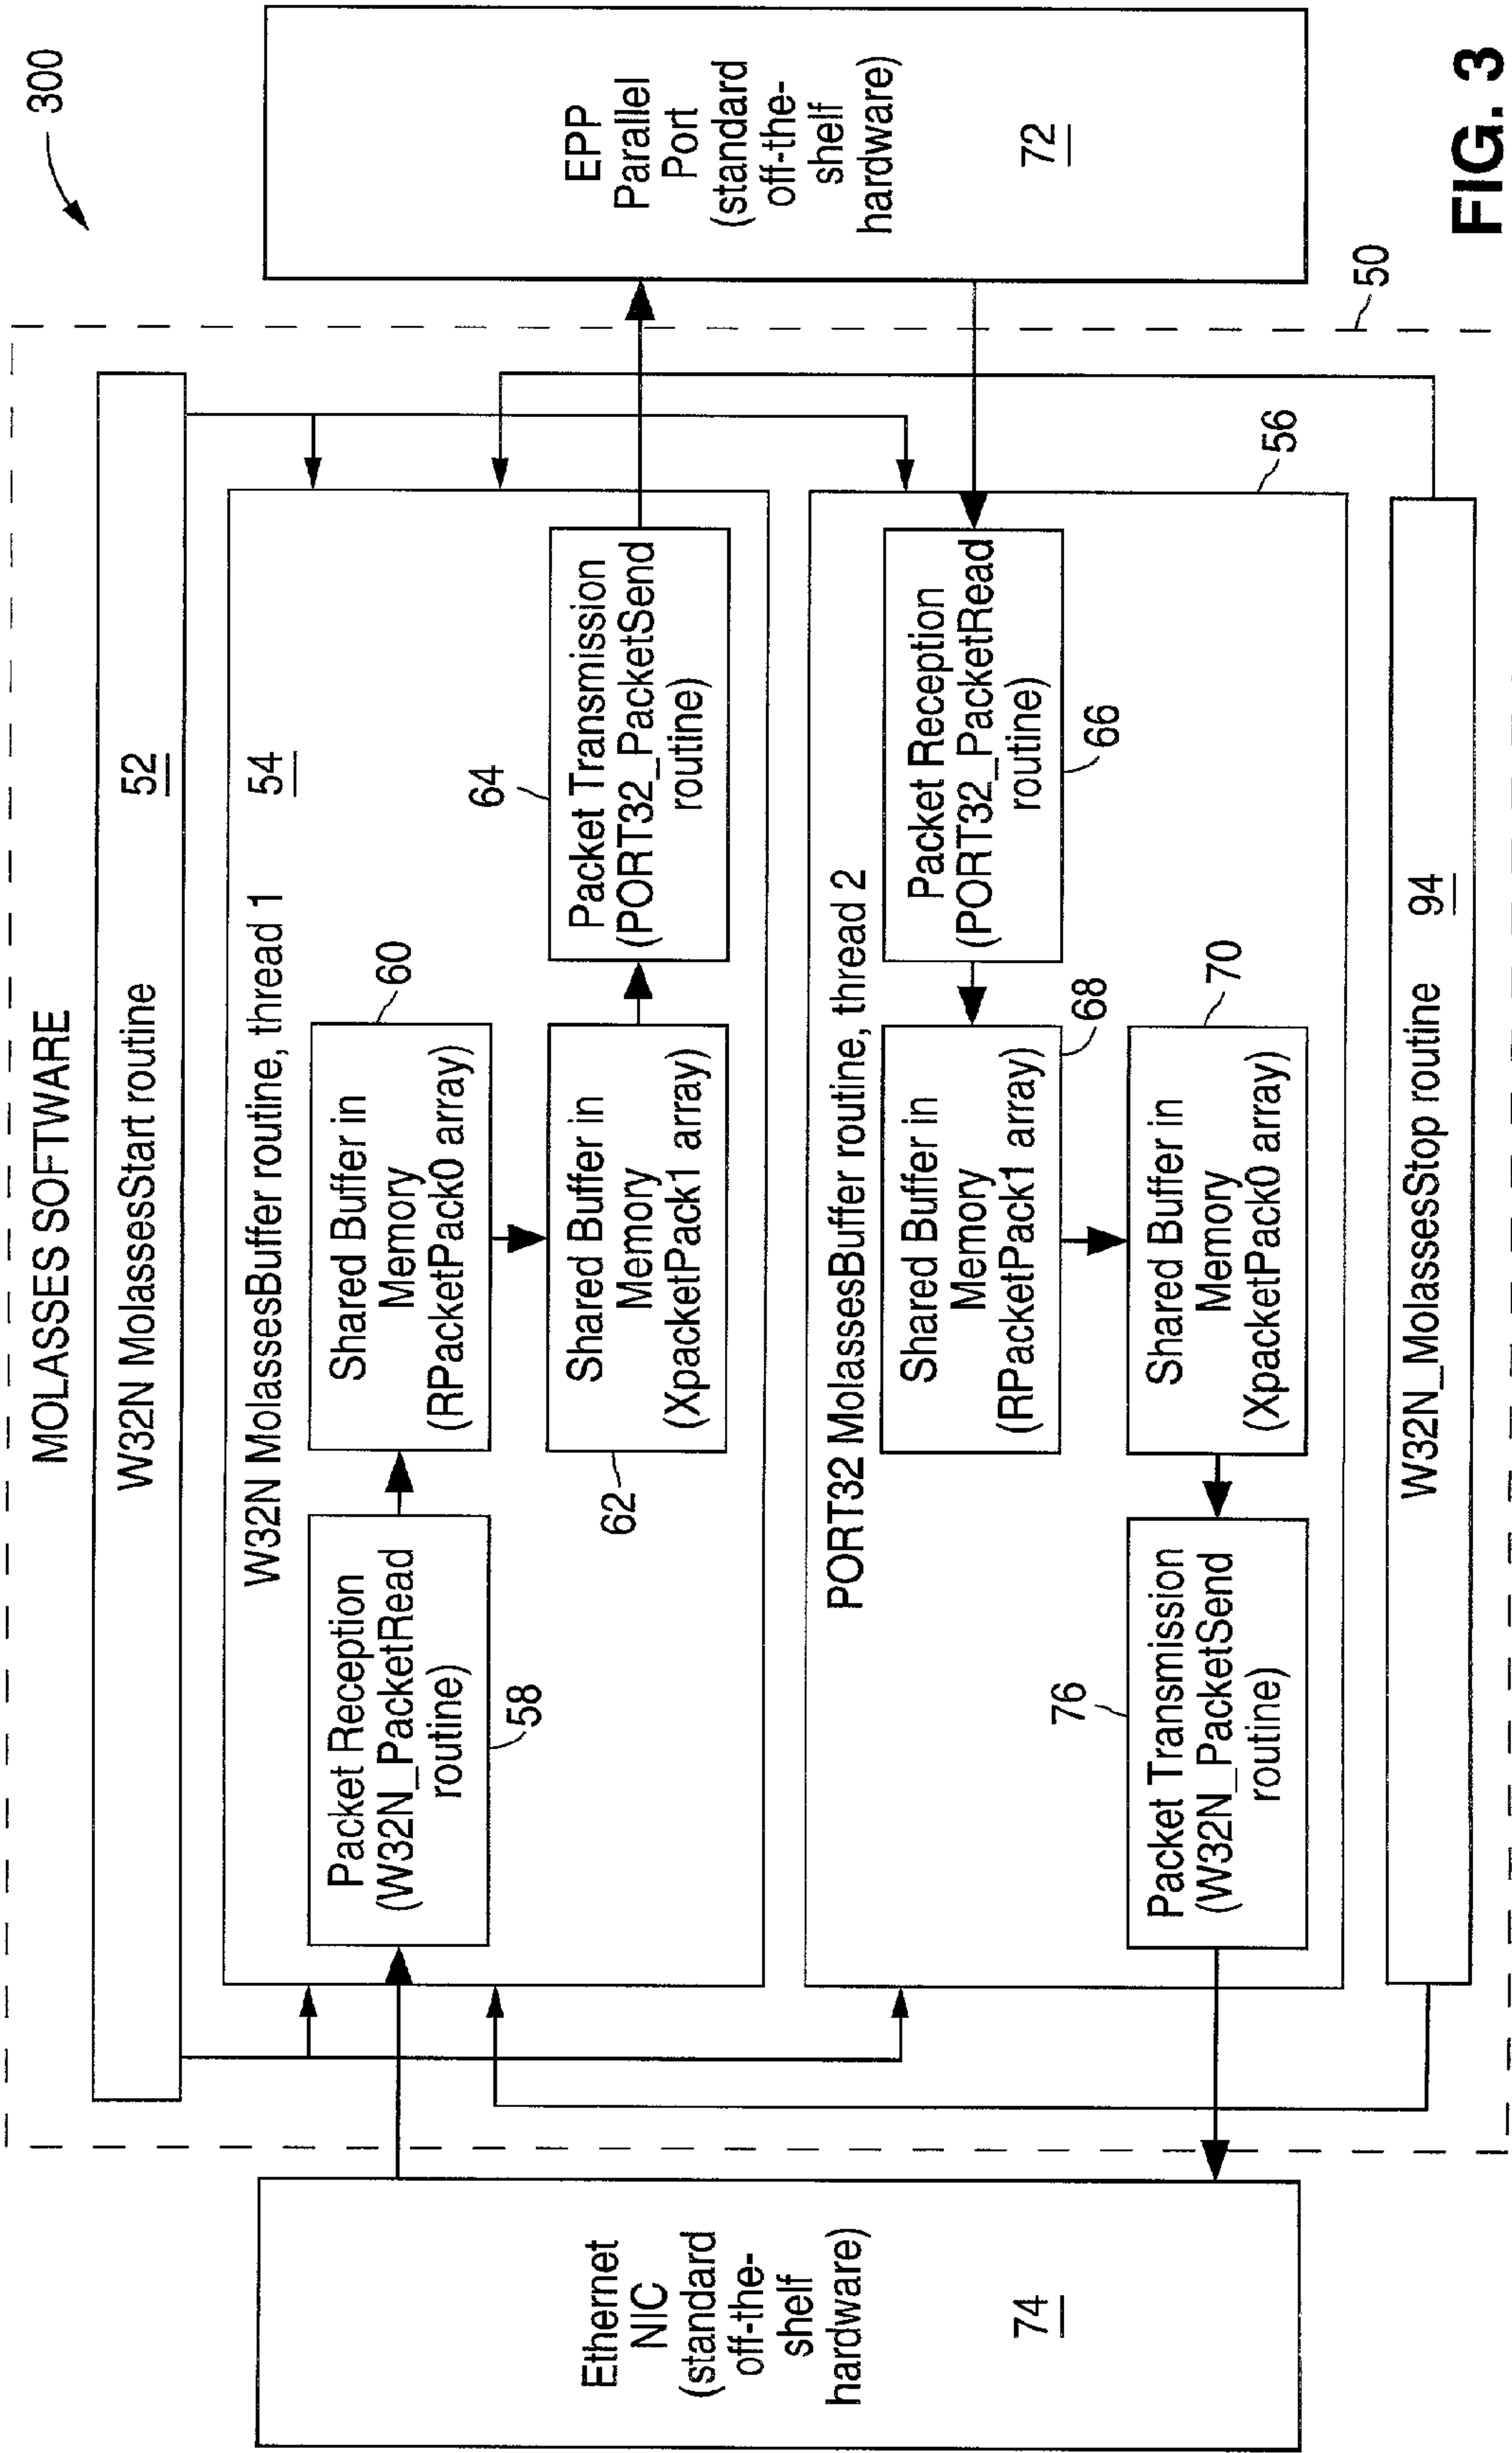 300
MOLASSES SOFTWARE
W32N MolassesStart routine
52
W32N MolassesBuffer routine, thread 1
54
Packet Reception
(W32N_PacketRead
routine)
58
Shared Buffer in
Memory
(RPacketPack0 array)
60
Shared Buffer in
Memory
(XpacketPack1 array)
62
Packet Transmission
(PORT32_PacketSend
routine)
64
PORT32 MolassesBuffer routine, thread 2
56
Packet Reception
(PORT32_PacketRead
routine)
66
Shared Buffer in
Memory
(RPacketPack1 array)
68
Shared Buffer in
Memory
(XpacketPack0 array)
70
Packet Transmission
(W32N_PacketSend
routine)
76
W32N_MolassesStop routine
94
Ethernet
NIC
(standard
off-the-
shelf
hardware)
74
EPP
Parallel
Port
(standard
off-the-
shelf
hardware)
72
50
FIG. 3